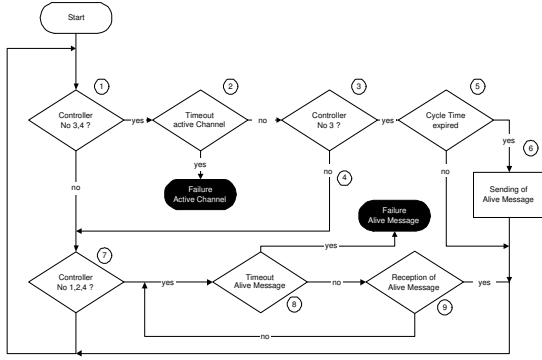 Start
1
2
3
5
Controller
No 3,4 ?
yes
Timeout
active Channel
no
Controller
No 3 ?
yes
Cycle Time
expired
yes
6
yes
no
4
no
no
Failure
Active Channel
Sending of
Alive Message
Failure
Alive Message
7
yes
Controller
No 1,2,4 ?
yes
Timeout
Alive Message
no
Reception of
Alive Message
yes
8
9
no